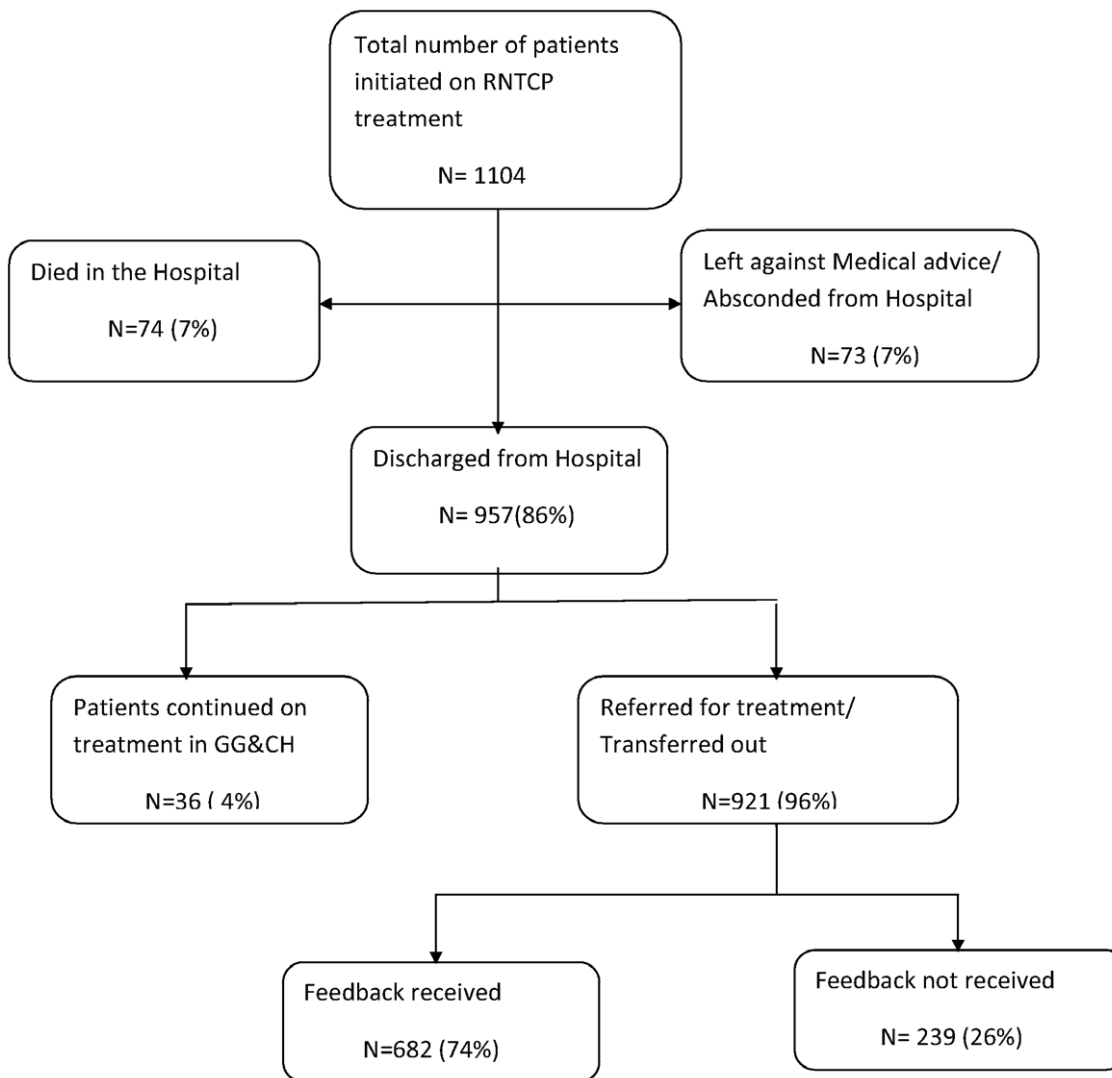 Total number of patients
initiated on RNTCP
treatment
N= 1104
Died in the Hospital
N=74 (7%)
Left against Medical advice/
Absconded from Hospital
N=73 (7%)
Discharged from Hospital
N= 957(86%)
Patients continued on
treatment in GG&CH
N=36 ( 4%)
Referred for treatment/
Transferred out
N=921 (96%)
Feedback received
N=682 (74%)
Feedback not received
N= 239 (26%)